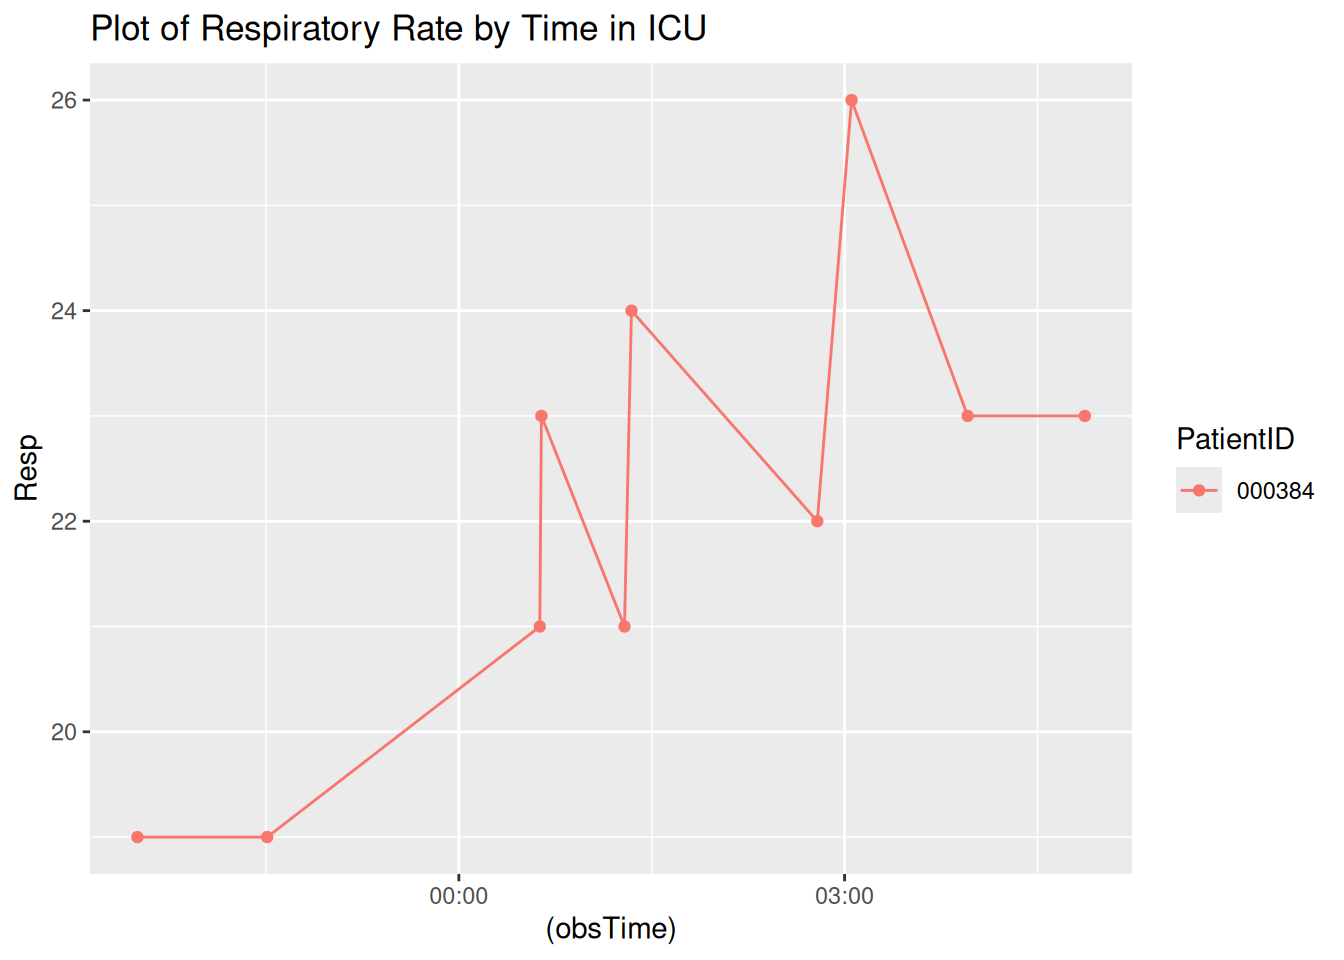 Plot of Respiratory Rate by Time in ICU
26
24
22
20
Resp
00:00
03:00
(obsTime)
PatientID
000384